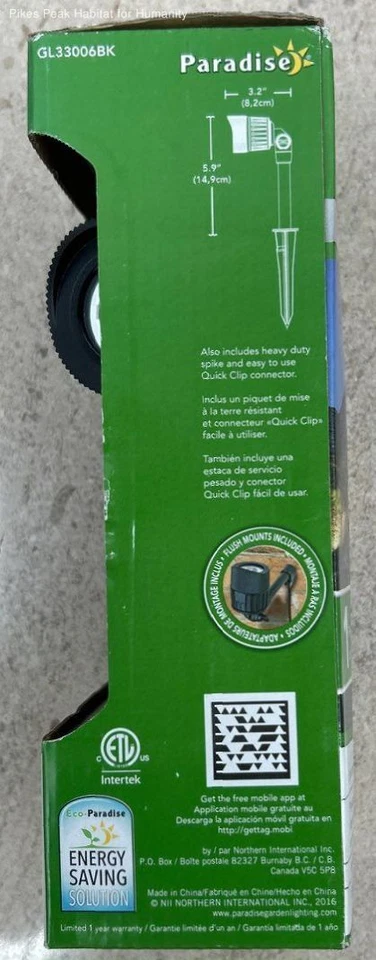 Pikes Peak Habitat for Humanity
GL33006BK
Paradise
3.2"
(8,2cm)
5.9"
(14,9cm)
Also includes heavy duty
spike and easy to use
Quick Clip connector.
Inclus un piquet de mise
à la terre résistant
et connecteur «Quick Clip»
facile à utiliser.
También incluye una
estaca de servicio
pesado y conector
Quick Clip fácil de usar.
FLUSH MOUNTS INCLUDED • MONTAJE A RAS INCLUIDOS • ADAPTATEURS DE MONTAGE INCLUS •
ETL
C US
Intertek
Get the free mobile app at
Application mobile gratuite au
Descarga la aplicación móvil gratuita en
http://gettag.mobi
Eco-Paradise
ENERGY
SAVING
SOLUTION
by / par Northern International Inc.
P.O. Box / Boîte postale 82327 Burnaby B.C. / C.B.
Canada V5C 5P8
Made in China/Fabriqué en Chine/Hecho en China
© NII NORTHERN INTERNATIONAL INC., 2016
www.paradisegardenlighting.com
Limited 1 year warranty / Garantie limitée d'un an / Garantía limitada de 1 año